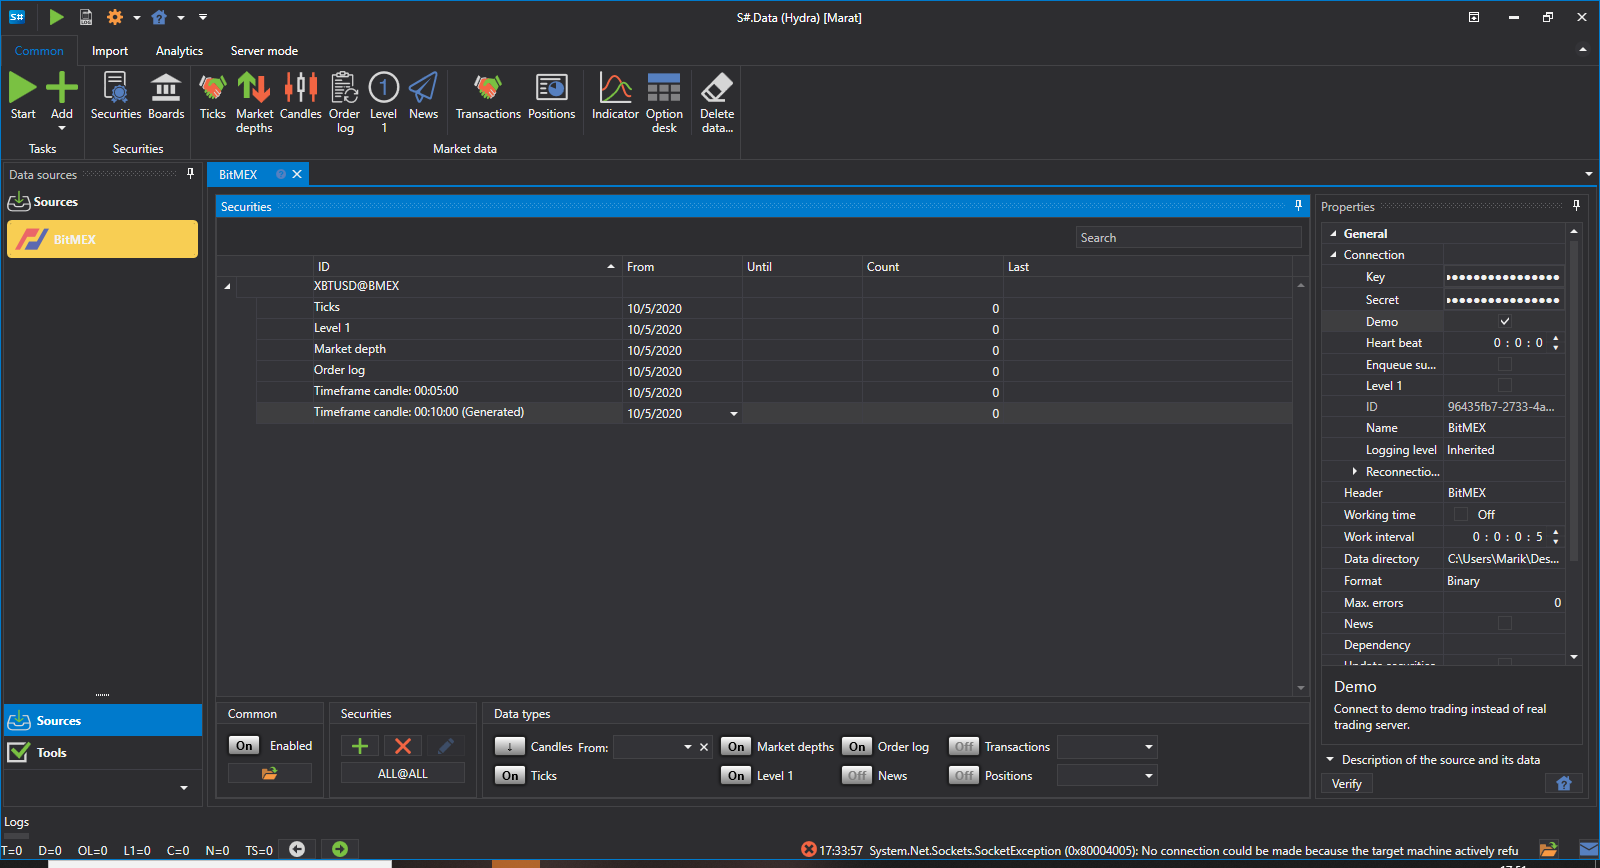 S#
LOG
S#.Data (Hydra) [Marat]
Common
Import
Analytics
Server mode
Start
Add
Securities
Boards
Ticks
Market depths
Candles
Order log
1
Level 1
News
Transactions
Positions
Indicator
Option desk
Delete data...
Tasks
Securities
Market data
Data sources
Sources
BitMEX
Sources
Tools
BitMEX
Securities
Search
ID From Until Count Last
XBTUSD@BMEX
Ticks 10/5/2020 0
Level 1 10/5/2020 0
Market depth 10/5/2020 0
Order log 10/5/2020 0
Timeframe candle: 00:05:00 10/5/2020 0
Timeframe candle: 00:10:00 (Generated) 10/5/2020 0
Common
On Enabled
Securities
ALL@ALL
Data types
Candles From:
On Market depths
On Order log
Off Transactions
On Ticks
On Level 1
Off News
Off Positions
Properties
General
Connection
Key
Secret
Demo
Heart beat 0 : 0 : 0
Enqueue su...
Level 1
ID 96435fb7-2733-4a...
Name BitMEX
Logging level Inherited
Reconnectio...
Header BitMEX
Working time Off
Work interval 0 : 0 : 0 : 5
Data directory C:\Users\Marik\Des...
Format Binary
Max. errors 0
News
Dependency
Update securities
Demo
Connect to demo trading instead of real
trading server.
Description of the source and its data
Verify
Logs
T=0 D=0 OL=0 L1=0 C=0 N=0 TS=0
17:33:57 System.Net.Sockets.SocketException (0x80004005): No connection could be made because the target machine actively refu
17:51